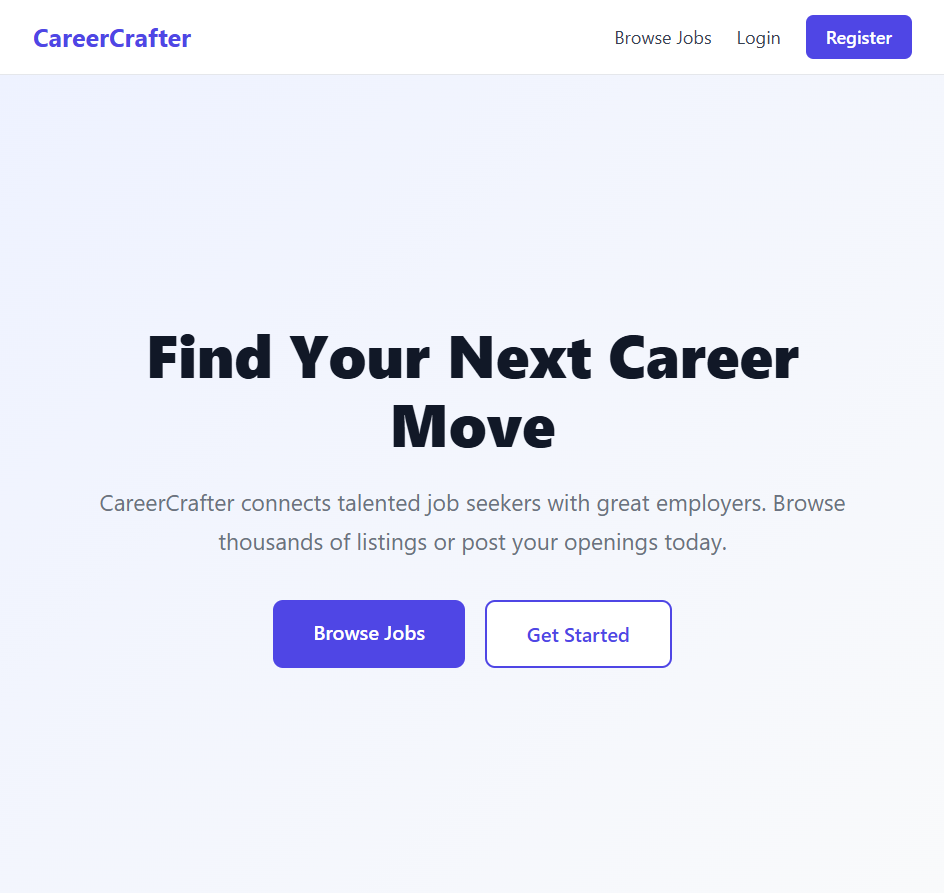 CareerCrafter
Browse Jobs
Login
Register
Find Your Next Career
Move
CareerCrafter connects talented job seekers with great employers. Browse
thousands of listings or post your openings today.
Browse Jobs
Get Started